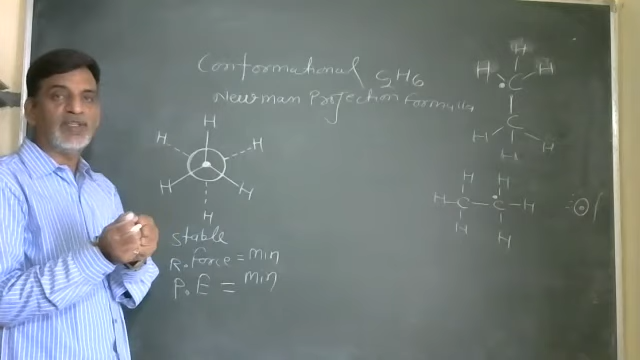 Conformational C2H6
Newman Projection Formula
H
H H
H H
H
stable
R. Force = min
P.E = min
H
H C H
C
H H
H
H H
H C C H
H H